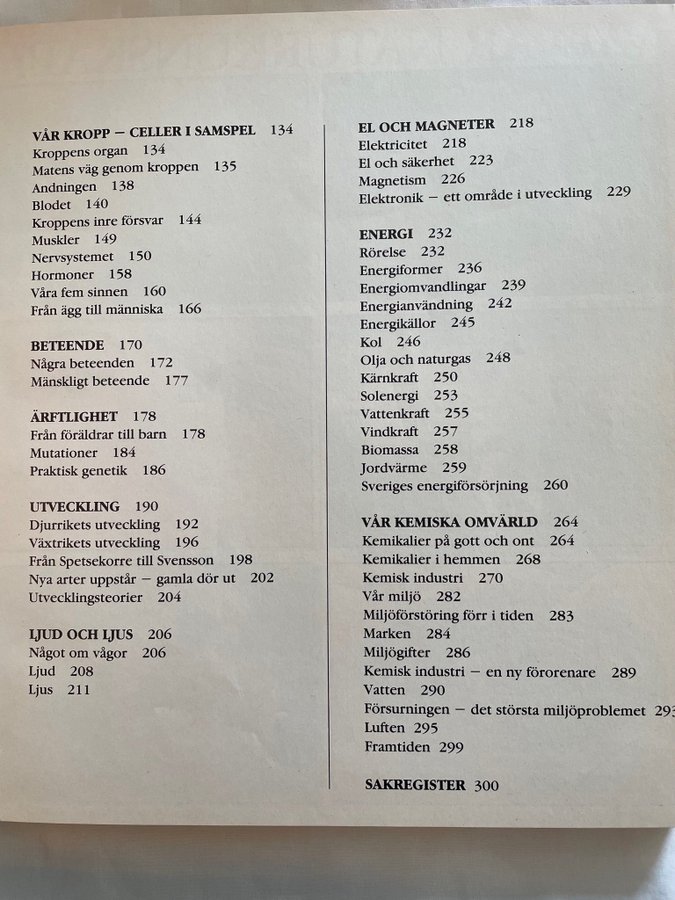 VÅR KROPP – CELLER I SAMSPEL 134
Kroppens organ 134
Matens väg genom kroppen 135
Andningen 138
Blodet 140
Kroppens inre försvar 144
Muskler 149
Nervsystemet 150
Hormoner 158
Våra fem sinnen 160
Från ägg till människa 166
BETEENDE 170
Några beteenden 172
Mänskligt beteende 177
ÄRFTLIGHET 178
Från föräldrar till barn 178
Mutationer 184
Praktisk genetik 186
UTVECKLING 190
Djurrikets utveckling 192
Växtrikets utveckling 196
Från Spetsekorre till Svensson 198
Nya arter uppstår – gamla dör ut 202
Utvecklingsteorier 204
LJUD OCH LJUS 206
Något om vågor 206
Ljud 208
Ljus 211
EL OCH MAGNETER 218
Elektricitet 218
El och säkerhet 223
Magnetism 226
Elektronik – ett område i utveckling 229
ENERGI 232
Rörelse 232
Energiformer 236
Energiomvandlingar 239
Energianvändning 242
Energikällor 245
Kol 246
Olja och naturgas 248
Kärnkraft 250
Solenergi 253
Vattenkraft 255
Vindkraft 257
Biomassa 258
Jordvärme 259
Sveriges energiförsörjning 260
VÅR KEMISKA OMVÄRLD 264
Kemikalier på gott och ont 264
Kemikalier i hemmen 268
Kemisk industri 270
Vår miljö 282
Miljöförstöring förr i tiden 283
Marken 284
Miljögifter 286
Kemisk industri – en ny förorenare 289
Vatten 290
Försurningen – det största miljöproblemet 293
Luften 295
Framtiden 299
SAKREGISTER 300